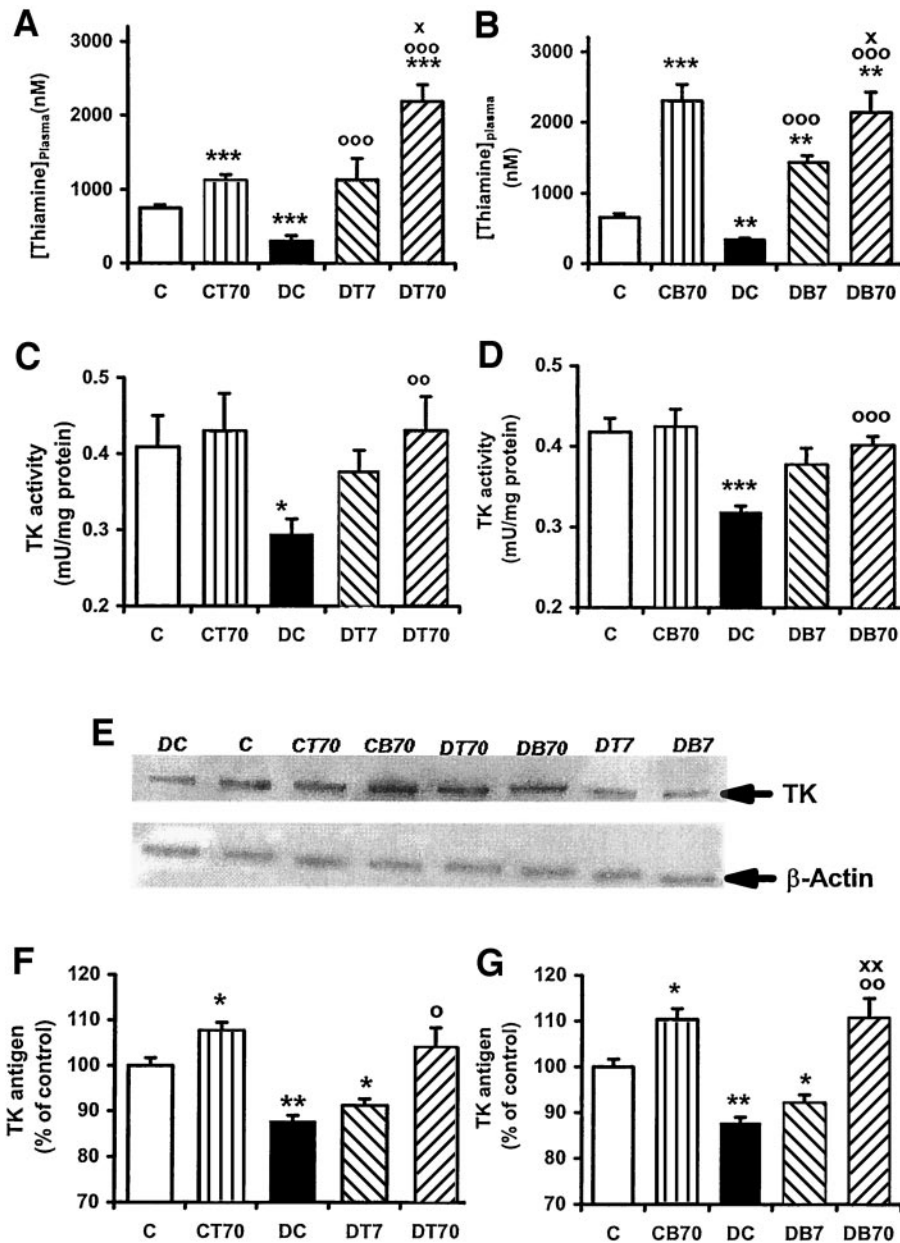 A
[Thiamine]Plasma(nM)
3000
2000
1000
0
***
***
ooo
x
ooo
***
C CT70 DC DT7 DT70
B
[Thiamine]plasma
(nM)
3000
2000
1000
0
***
**
ooo
**
x
ooo
**
C CB70 DC DB7 DB70
C
TK activity
(mU/mg protein)
0.5
0.4
0.3
0.2
*
oo
C CT70 DC DT7 DT70
D
TK activity
(mU/mg protein)
0.5
0.4
0.3
0.2
***
ooo
C CB70 DC DB7 DB70
E
DC C CT70 CB70 DT70 DB70 DT7 DB7
TK
β-Actin
F
TK antigen
(% of control)
120
110
100
90
80
70
*
**
*
o
C CT70 DC DT7 DT70
G
TK antigen
(% of control)
120
110
100
90
80
70
*
**
*
xx
oo
C CB70 DC DB7 DB70